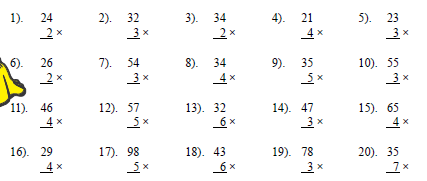 1). 24 2). 32 3). 34 4). 21 5). 23
2 × 3 × 2 × 4 × 3 ×
6). 26 7). 54 8). 34 9). 35 10). 55
2 × 3 × 4 × 5 × 3 ×
11). 46 12). 57 13). 32 14). 47 15). 65
4 × 5 × 6 × 3 × 4 ×
16). 29 17). 98 18). 43 19). 78 20). 35
4 × 5 × 6 × 3 × 7 ×